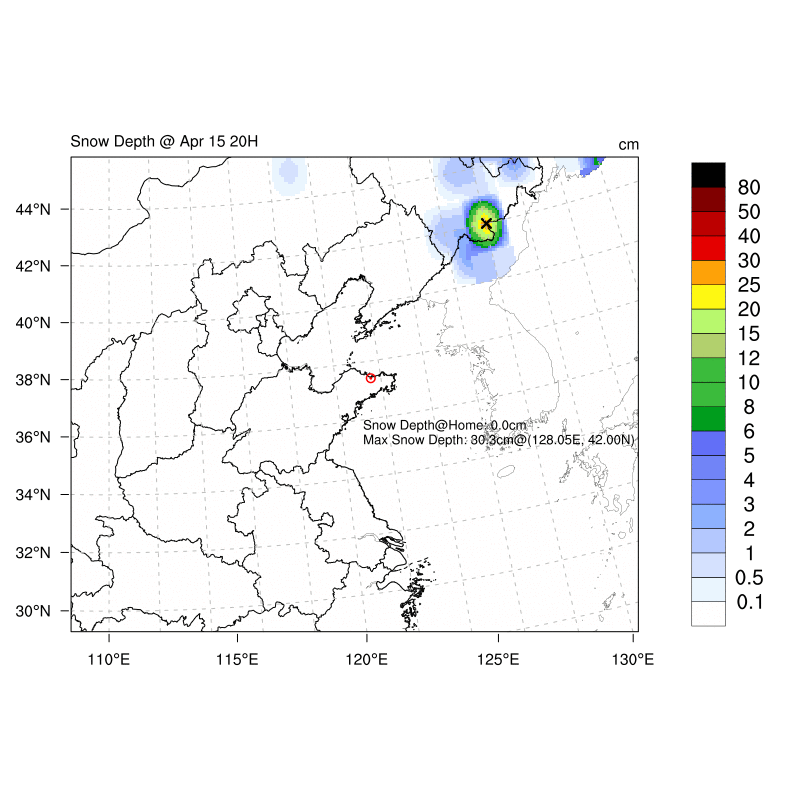 Snow Depth @ Apr 15 20H
cm
44°N
42°N
40°N
38°N
36°N
34°N
32°N
30°N
110°E
115°E
120°E
125°E
130°E
Snow Depth@Home: 0.0cm
Max Snow Depth: 30.3cm@(128.05E, 42.00N)
80
50
40
30
25
20
15
12
10
8
6
5
4
3
2
1
0.5
0.1